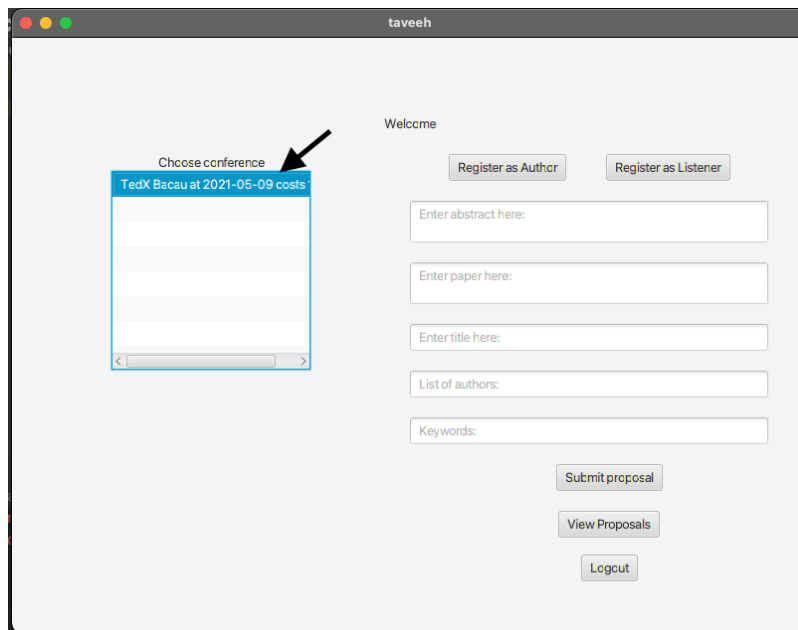 taveeh
Welcome
Choose conference
TedX Bacau at 2021-05-09 costs
Register as Author
Register as Listener
Enter abstract here:
Enter paper here:
Enter title here:
List of authors:
Keywords:
Submit proposal
View Proposals
Logout